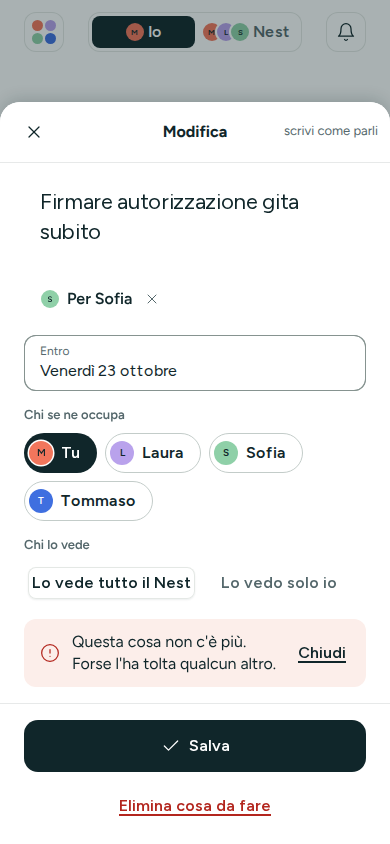 M Io
M L S Nest
Modifica
scrivi come parli
Firmare autorizzazione gita
subito
S Per Sofia
Entro
Venerdì 23 ottobre
Chi se ne occupa
M Tu
L Laura
S Sofia
T Tommaso
Chi lo vede
Lo vede tutto il Nest
Lo vedo solo io
Questa cosa non c'è più.
Forse l'ha tolta qualcun altro.
Chiudi
Salva
Elimina cosa da fare